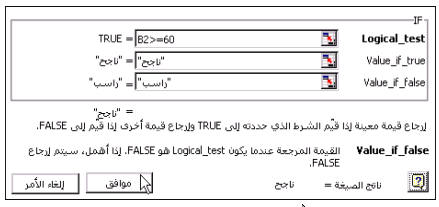 IF
Logical_test B2>=60 = TRUE
Value_if_true "ناجح" = "ناجح"
Value_if_false "راسب" = "راسب"
= "ناجح"
إرجاع قيمة معينة إذا قيّم الشرط الذي حددته إلى TRUE وإرجاع قيمة أخرى إذا قيّم إلى FALSE.
Value_if_false القيمة المرجعة عندما يكون Logical_test هو FALSE. إذا أهمل، سيتم إرجاع
FALSE.
ناتج الصيغة = ناجح
موافق
إلغاء الأمر